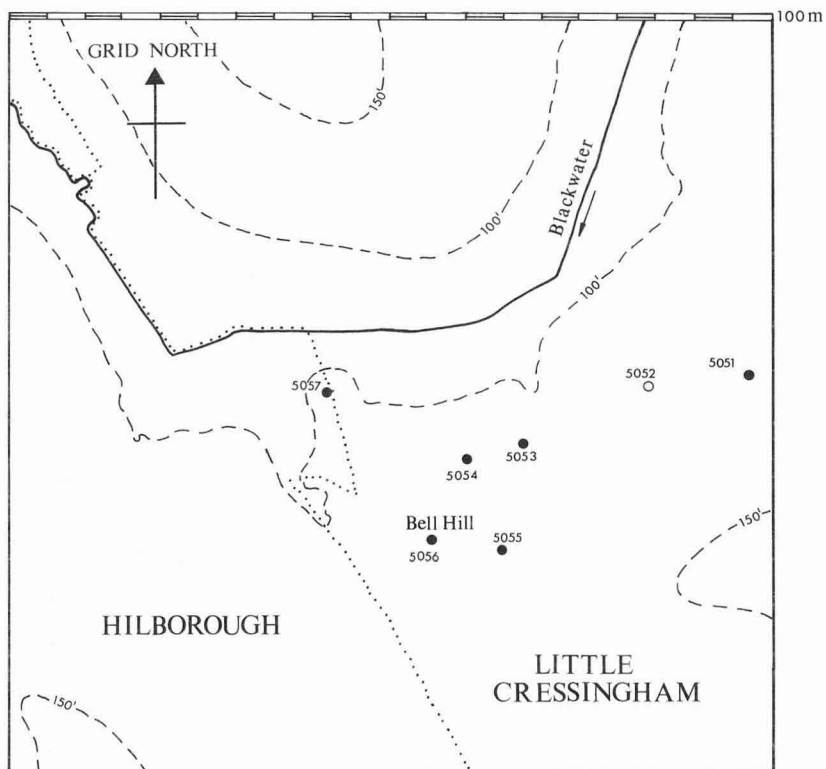 100m
GRID NORTH
150'
100'
Blackwater
100'
5051
5052
5057
5053
5054
Bell Hill
5055
5056
150'
HILBOROUGH
LITTLE
CRESSINGHAM
150'